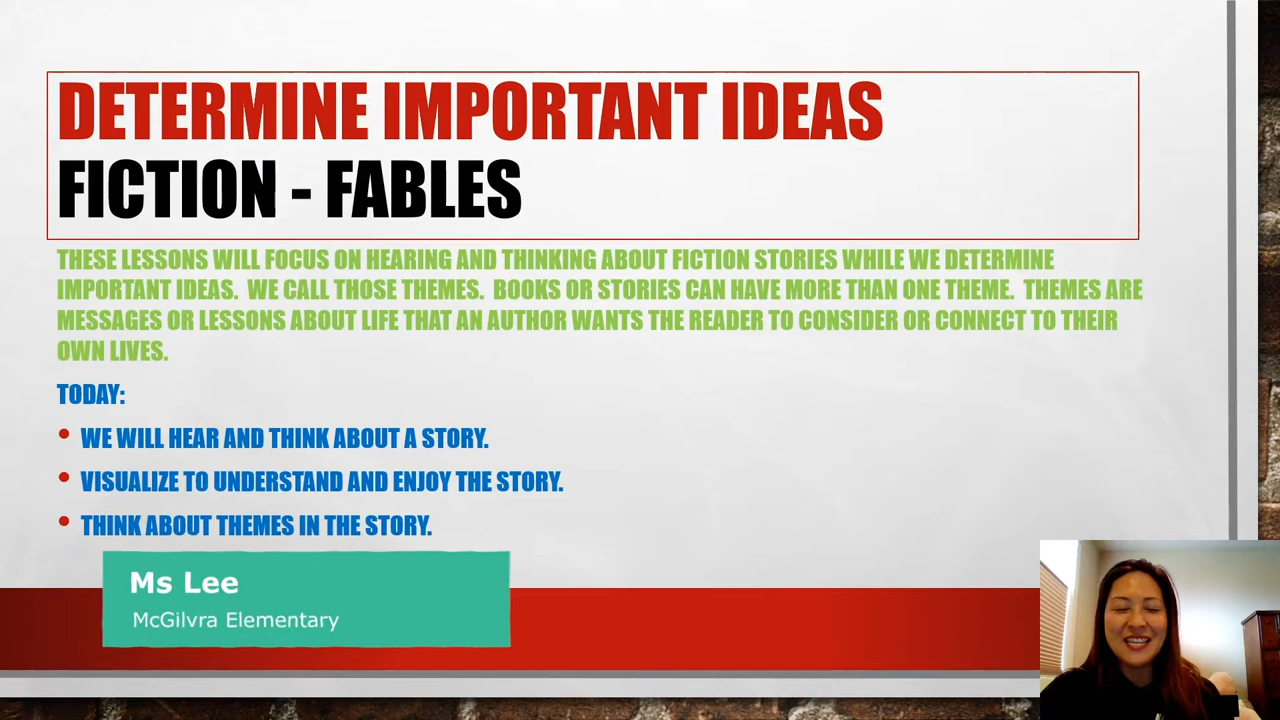 DETERMINE IMPORTANT IDEAS
FICTION - FABLES
THESE LESSONS WILL FOCUS ON HEARING AND THINKING ABOUT FICTION STORIES WHILE WE DETERMINE
IMPORTANT IDEAS. WE CALL THOSE THEMES. BOOKS OR STORIES CAN HAVE MORE THAN ONE THEME. THEMES ARE
MESSAGES OR LESSONS ABOUT LIFE THAT AN AUTHOR WANTS THE READER TO CONSIDER OR CONNECT TO THEIR
OWN LIVES.
TODAY:
• WE WILL HEAR AND THINK ABOUT A STORY.
• VISUALIZE TO UNDERSTAND AND ENJOY THE STORY.
• THINK ABOUT THEMES IN THE STORY.
Ms Lee
McGilvra Elementary